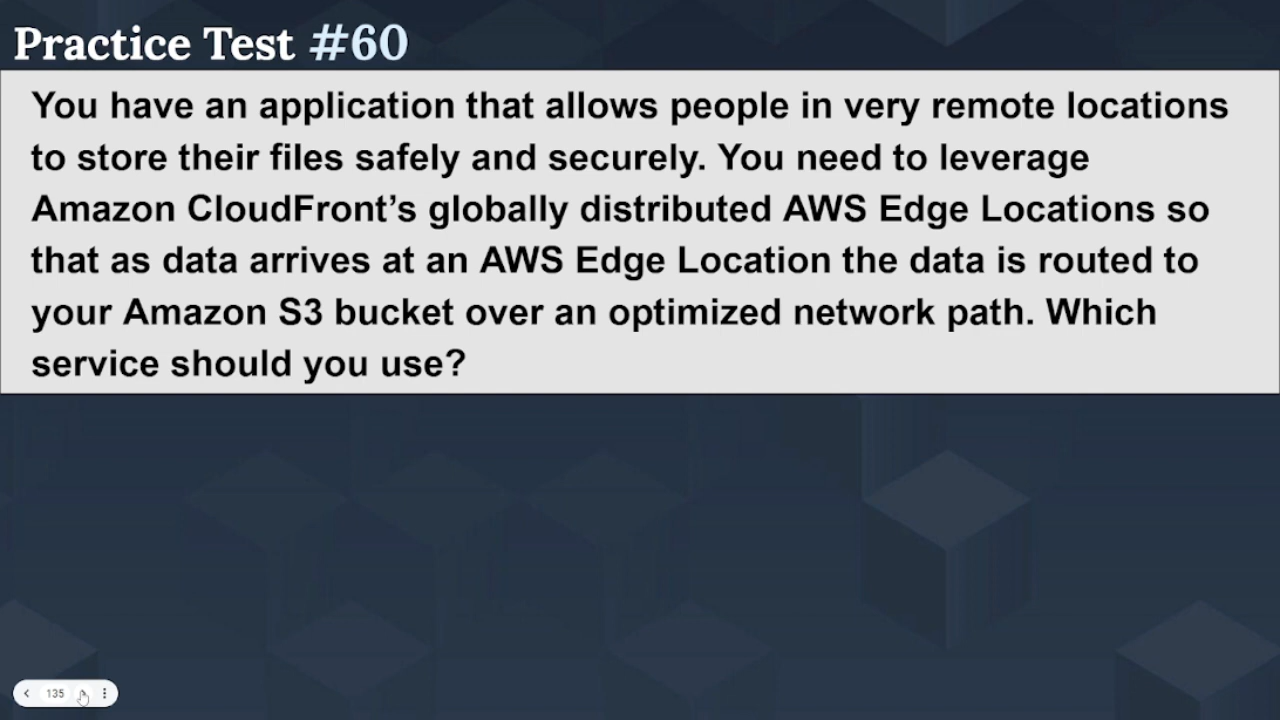 Practice Test #60
You have an application that allows people in very remote locations
to store their files safely and securely. You need to leverage
Amazon CloudFront’s globally distributed AWS Edge Locations so
that as data arrives at an AWS Edge Location the data is routed to
your Amazon S3 bucket over an optimized network path. Which
service should you use?
135